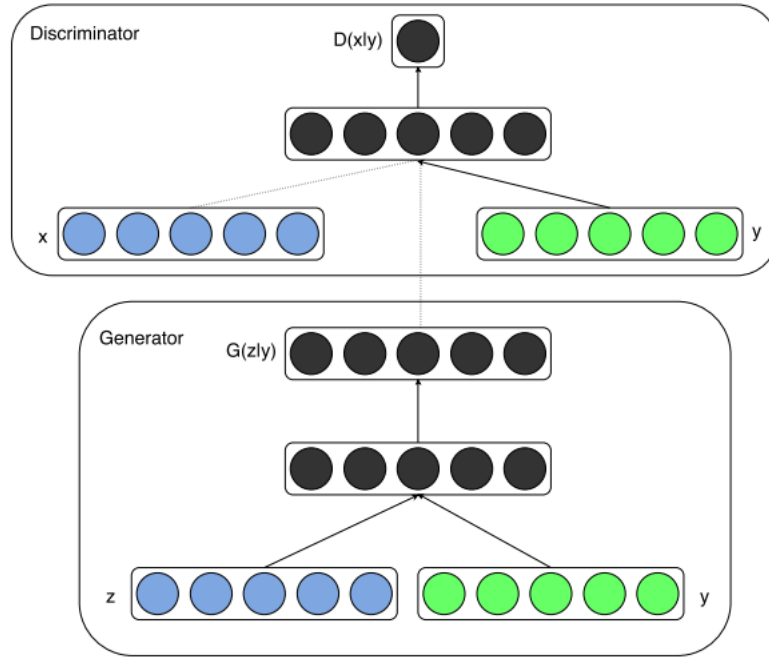 Discriminator
D(x|y)
x
y
Generator
G(z|y)
z
y